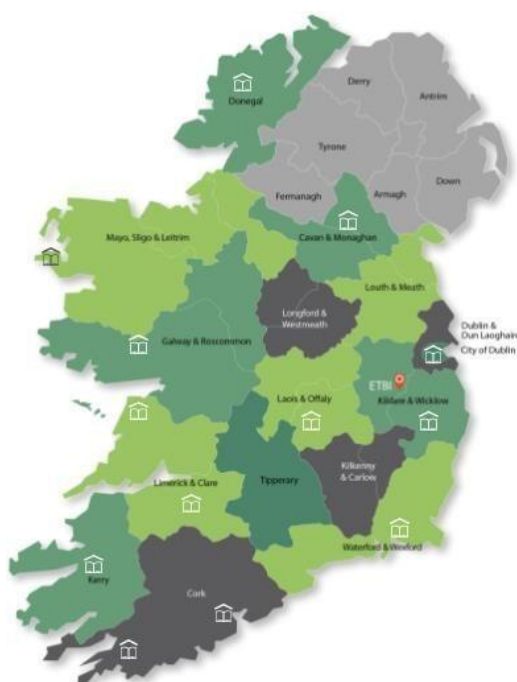 Derry
Donegal
Antrim
Tyrone
Down
Fermanagh
Armagh
Mayo, Sligo & Leitrim
Cavan & Monaghan
Louth & Meath
Longford &
Westmeath
Dublin &
Dun Laoghaire
Galway & Roscommon
City of Dublin
ETBI
Laois & Offaly
Kildare & Wicklow
Kilkenny
& Carlow
Limerick & Clare
Tipperary
Waterford & Wexford
Kerry
Cork